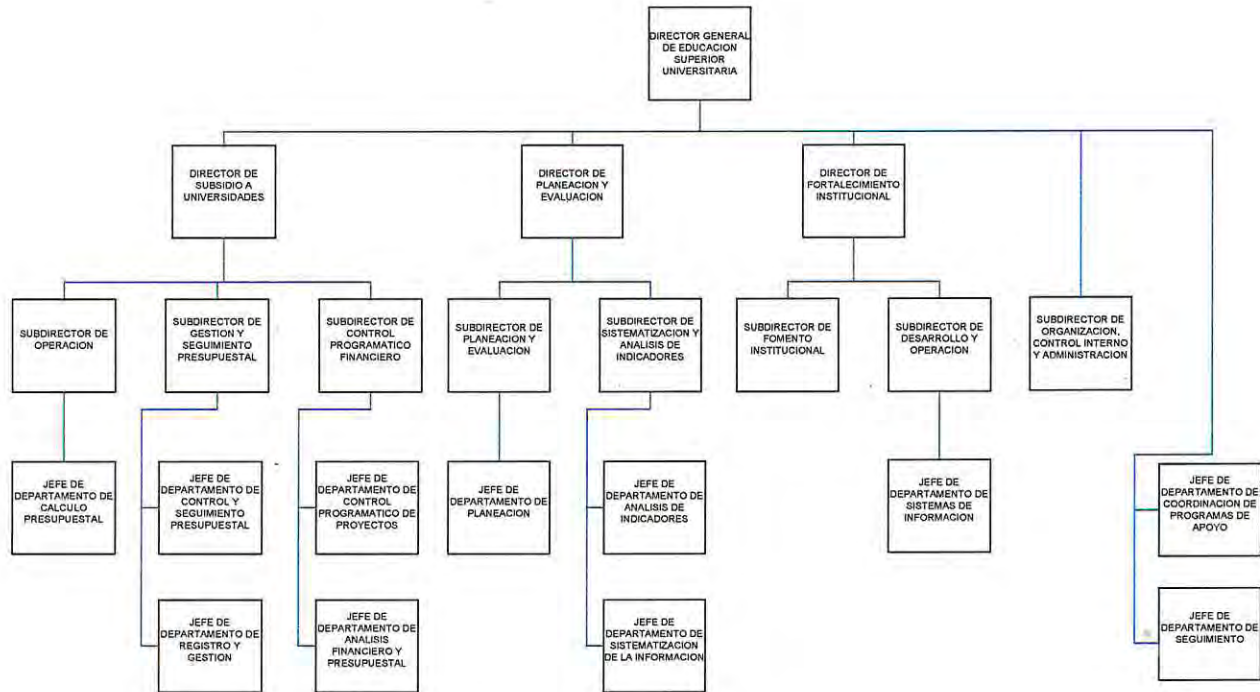 DIRECTOR GENERAL
DE EDUCACION
SUPERIOR
UNIVERSITARIA
DIRECTOR DE
SUBSIDIO A
UNIVERSIDADES
DIRECTOR DE
PLANEACION Y
EVALUACION
DIRECTOR DE
FORTALECIMIENTO
INSTITUCIONAL
SUBDIRECTOR DE
OPERACION
SUBDIRECTOR DE
GESTION Y
SEGUIMIENTO
PRESUPUESTAL
SUBDIRECTOR DE
CONTROL
PROGRAMATICO
FINANCIERO
SUBDIRECTOR DE
PLANEACION Y
EVALUACION
SUBDIRECTOR DE
SISTEMATIZACION Y
ANALISIS DE
INDICADORES
SUBDIRECTOR DE
FOMENTO
INSTITUCIONAL
SUBDIRECTOR DE
DESARROLLO Y
OPERACION
SUBDIRECTOR DE
ORGANIZACION,
CONTROL INTERNO
Y ADMINISTRACION
JEFE DE
DEPARTAMENTO DE
CALCULO
PRESUPUESTAL
JEFE DE
DEPARTAMENTO DE
CONTROL Y
SEGUIMIENTO
PRESUPUESTAL
JEFE DE
DEPARTAMENTO DE
CONTROL
PROGRAMATICO DE
PROYECTOS
JEFE DE
DEPARTAMENTO DE
PLANEACION
JEFE DE
DEPARTAMENTO DE
ANALISIS DE
INDICADORES
JEFE DE
DEPARTAMENTO DE
SISTEMAS DE
INFORMACION
JEFE DE
DEPARTAMENTO DE
COORDINACION DE
PROGRAMAS DE
APOYO
JEFE DE
DEPARTAMENTO DE
REGISTRO Y
GESTION
JEFE DE
DEPARTAMENTO DE
ANALISIS
FINANCIERO Y
PRESUPUESTAL
JEFE DE
DEPARTAMENTO DE
SISTEMATIZACION
DE LA INFORMACION
JEFE DE
DEPARTAMENTO DE
SEGUIMIENTO